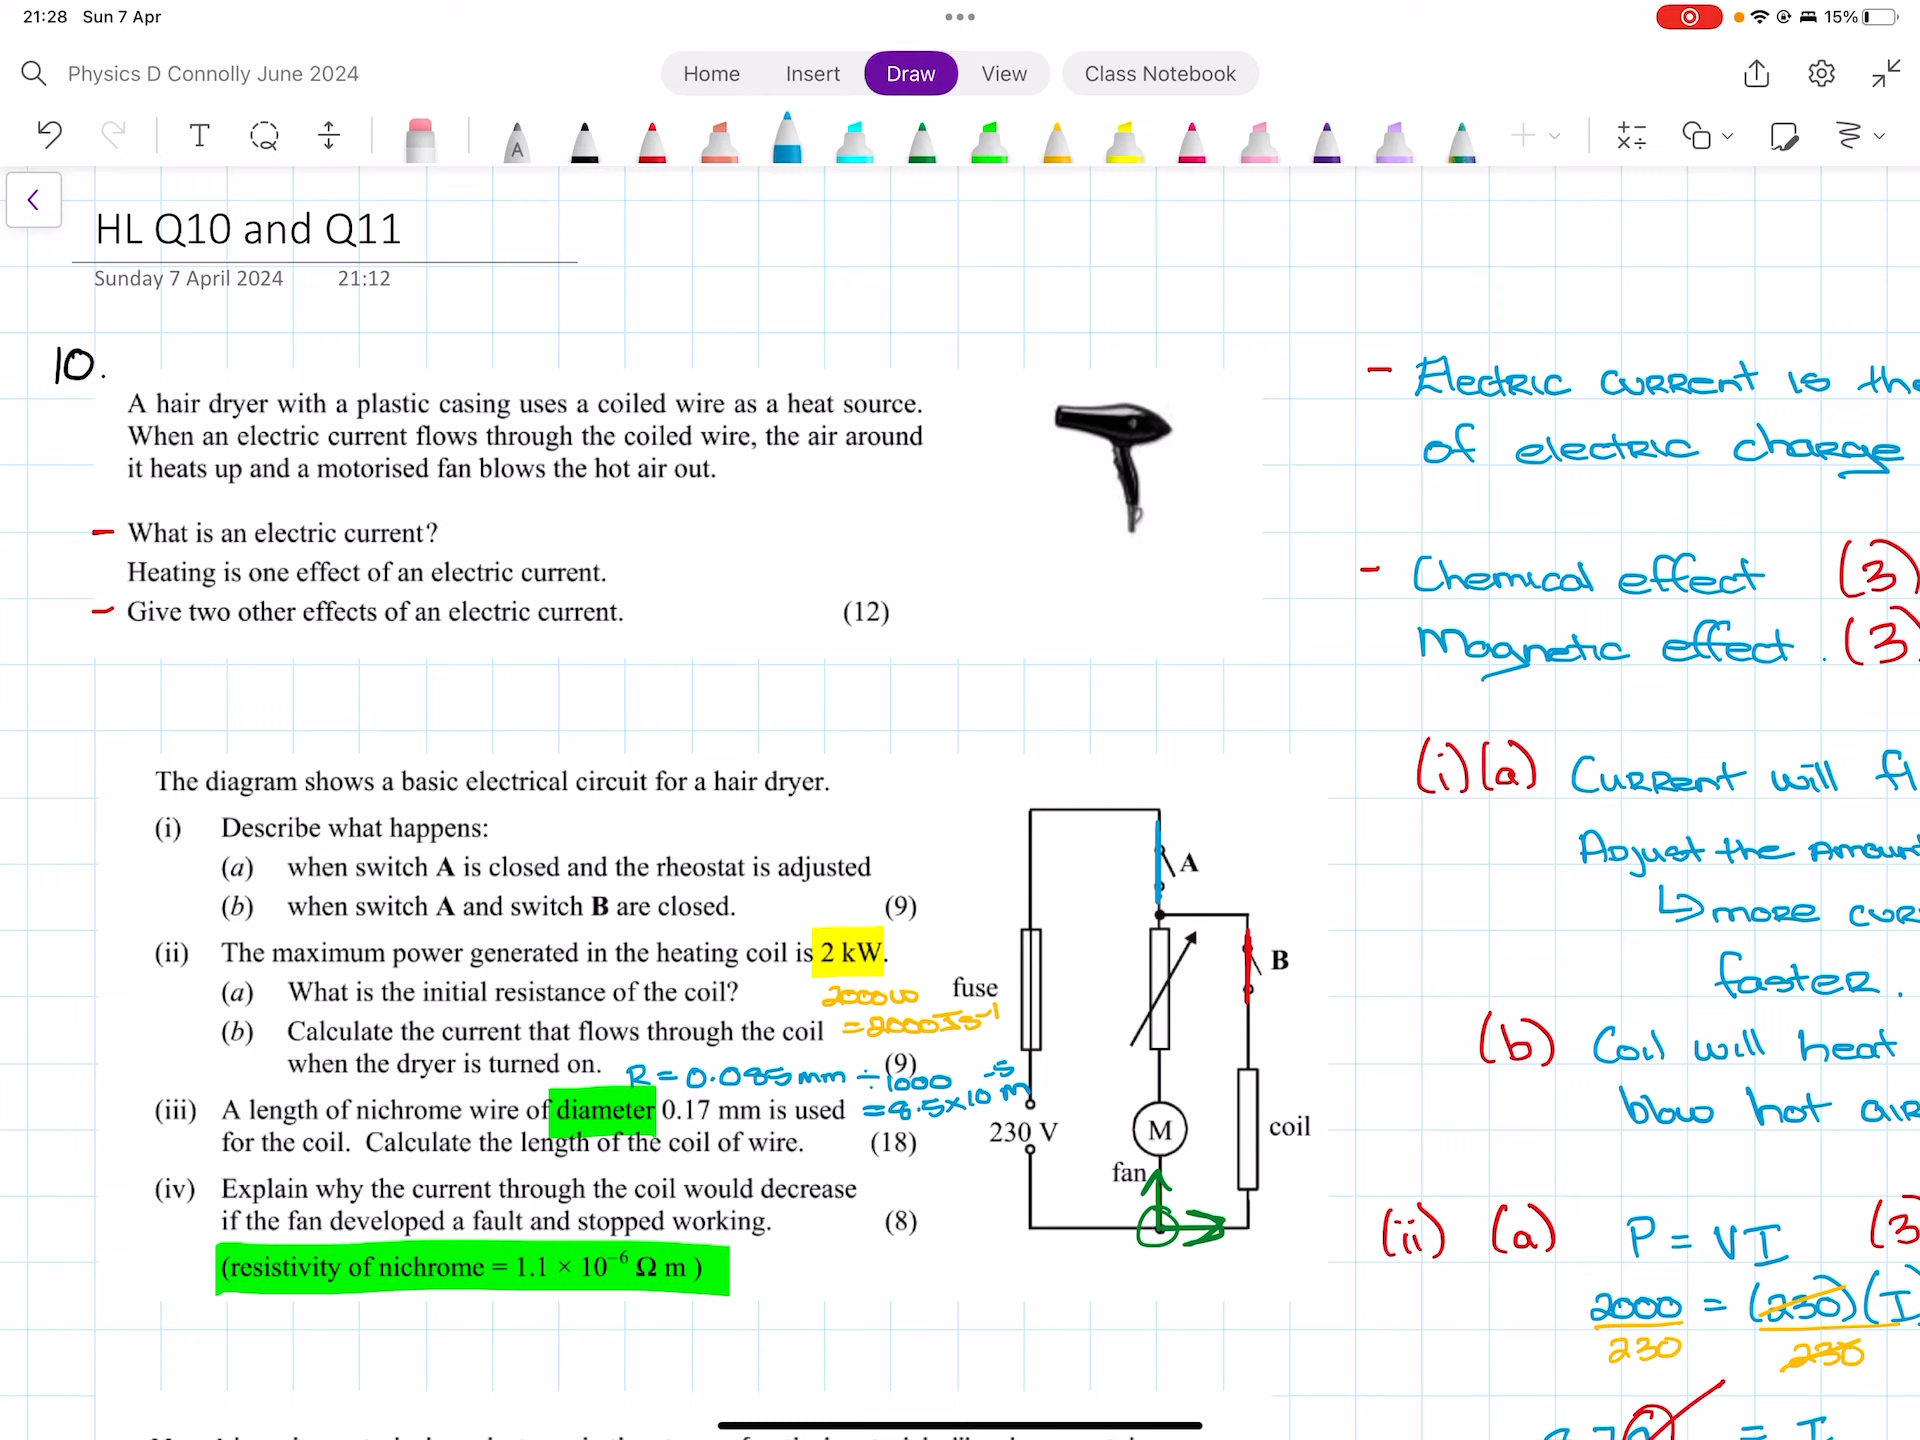 21:28 Sun 7 Apr
15%
Physics D Connolly June 2024
Home Insert Draw View Class Notebook
T A
HL Q10 and Q11
Sunday 7 April 2024 21:12
10.
A hair dryer with a plastic casing uses a coiled wire as a heat source.
When an electric current flows through the coiled wire, the air around
it heats up and a motorised fan blows the hot air out.
- What is an electric current?
Heating is one effect of an electric current.
- Give two other effects of an electric current. (12)
- Electric current is the
of electric charge
- Chemical effect (3)
Magnetic effect. (3)
The diagram shows a basic electrical circuit for a hair dryer.
(i) Describe what happens:
(a) when switch A is closed and the rheostat is adjusted
(b) when switch A and switch B are closed. (9)
(ii) The maximum power generated in the heating coil is 2 kW.
(a) What is the initial resistance of the coil?
2000W
(b) Calculate the current that flows through the coil
= 2000Js⁻¹
when the dryer is turned on. (9)
R = 0.085mm ÷ 1000
= 8.5×10⁻⁵ m
(iii) A length of nichrome wire of diameter 0.17 mm is used
for the coil. Calculate the length of the coil of wire. (18)
(iv) Explain why the current through the coil would decrease
if the fan developed a fault and stopped working. (8)
(resistivity of nichrome = 1.1 × 10⁻⁶ Ω m )
A
B
fuse
230 V
M
fan
coil
(i) (a) Current will
Adjust the
↳ more
faster.
(b) Coil will heat
blow hot air
(ii) (a) P = VI (3
2000 = (230)(I
230 230
= I